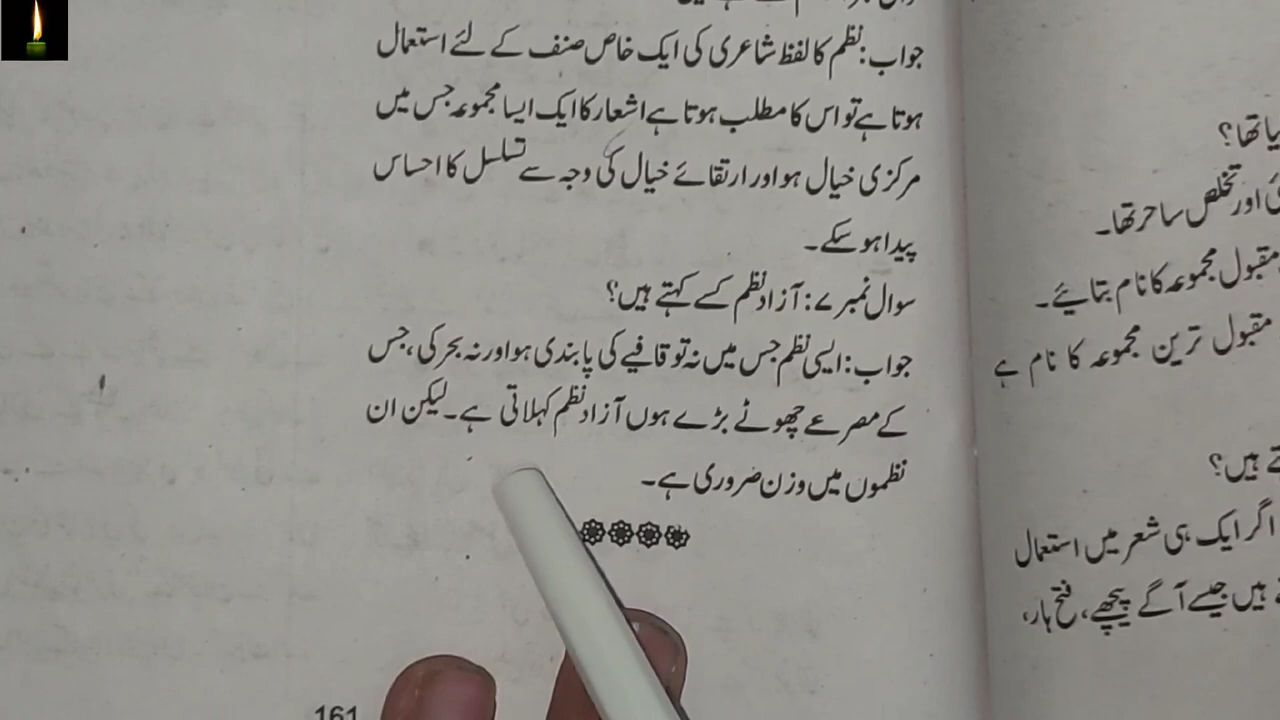 جواب: نظم کا لفظ شاعری کی ایک خاص صنف کے لئے استعمال
ہوتا ہے تو اس کا مطلب ہوتا ہے اشعار کا ایک ایسا مجموعہ جس میں
مرکزی خیال ہو اور ارتقائے خیال کی وجہ سے تسلسل کا احساس
پیدا ہو سکے۔
سوال نمبر ۷: آزاد نظم کسے کہتے ہیں؟
جواب: ایسی نظم جس میں نہ تو قافیے کی پابندی ہو اور نہ بحر کی، جس
کے مصرعے چھوٹے بڑے ہوں آزاد نظم کہلاتی ہے۔ لیکن ان
نظموں میں وزن ضروری ہے۔
161
تھا؟
اور تخلص ساحر تھا۔
مقبول مجموعہ کا نام بتائیے۔
مقبول ترین مجموعہ کا نام ہے
ہیں؟
اگر ایک ہی شعر میں استعمال
ہیں جیسے آگے پیچھے، فتح ہار،